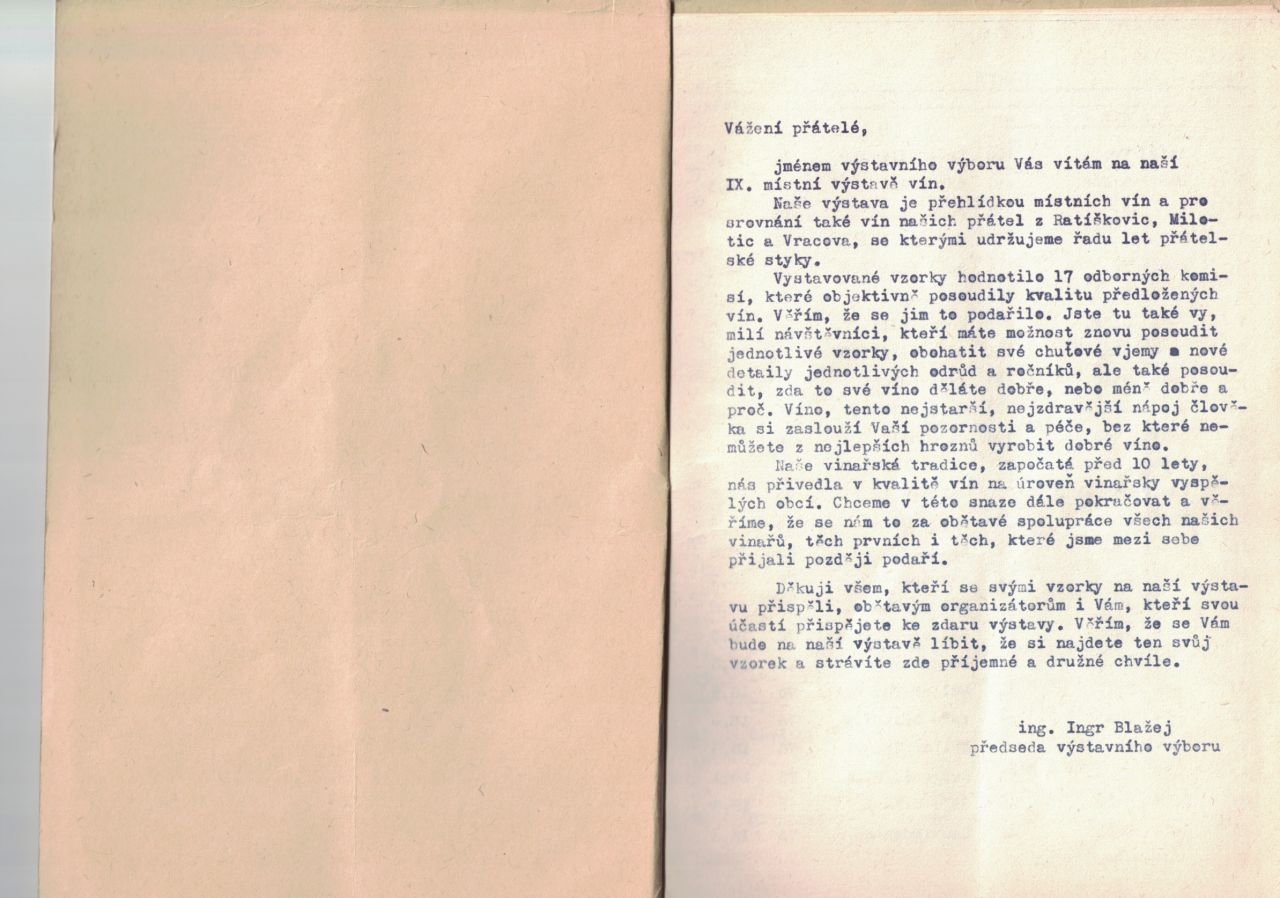 Vážení přátelé,
jménem výstavního výboru Vás vítám na naší
IX. místní výstavě vín.
Naše výstava je přehlídkou místních vín a pro
srovnání také vín našich přátel z Ratíškovic, Milo-
tic a Vracova, se kterými udržujeme řadu let přátel-
ské styky.
Vystavované vzorky hodnotilo 17 odborných komi-
sí, které objektivně posoudily kvalitu předložených
vín. Věřím, že se jim to podařilo. Jste tu také vy,
milí návštěvníci, kteří máte možnost znovu posoudit
jednotlivé vzorky, obohatit své chuťové vjemy o nové
detaily jednotlivých odrůd a ročníků, ale také posou-
dit, zda to své víno děláte dobře, nebo méně dobře a
proč. Víno, tento nejstarší, nejzdravější nápoj člově-
ka si zaslouží Vaší pozornosti a péče, bez které ne-
můžete z nejlepších hroznů vyrobit dobré víno.
Naše vinařská tradice, započatá před 10 lety,
nás přivedla v kvalitě vín na úroveň vinařsky vyspě-
lých obcí. Chceme v této snaze dále pokračovat a vě-
říme, že se nám to za obětavé spolupráce všech našich
vinařů, těch prvních i těch, které jsme mezi sebe
přijali později podaří.
Děkuji všem, kteří se svými vzorky na naší výsta-
vu přispěli, obětavým organizátorům i Vám, kteří svou
účastí přispějete ke zdaru výstavy. Věřím, že se Vám
bude na naší výstavě líbit, že si najdete ten svůj
vzorek a strávíte zde příjemné a družné chvíle.
ing. Ingr Blažej
předseda výstavního výboru